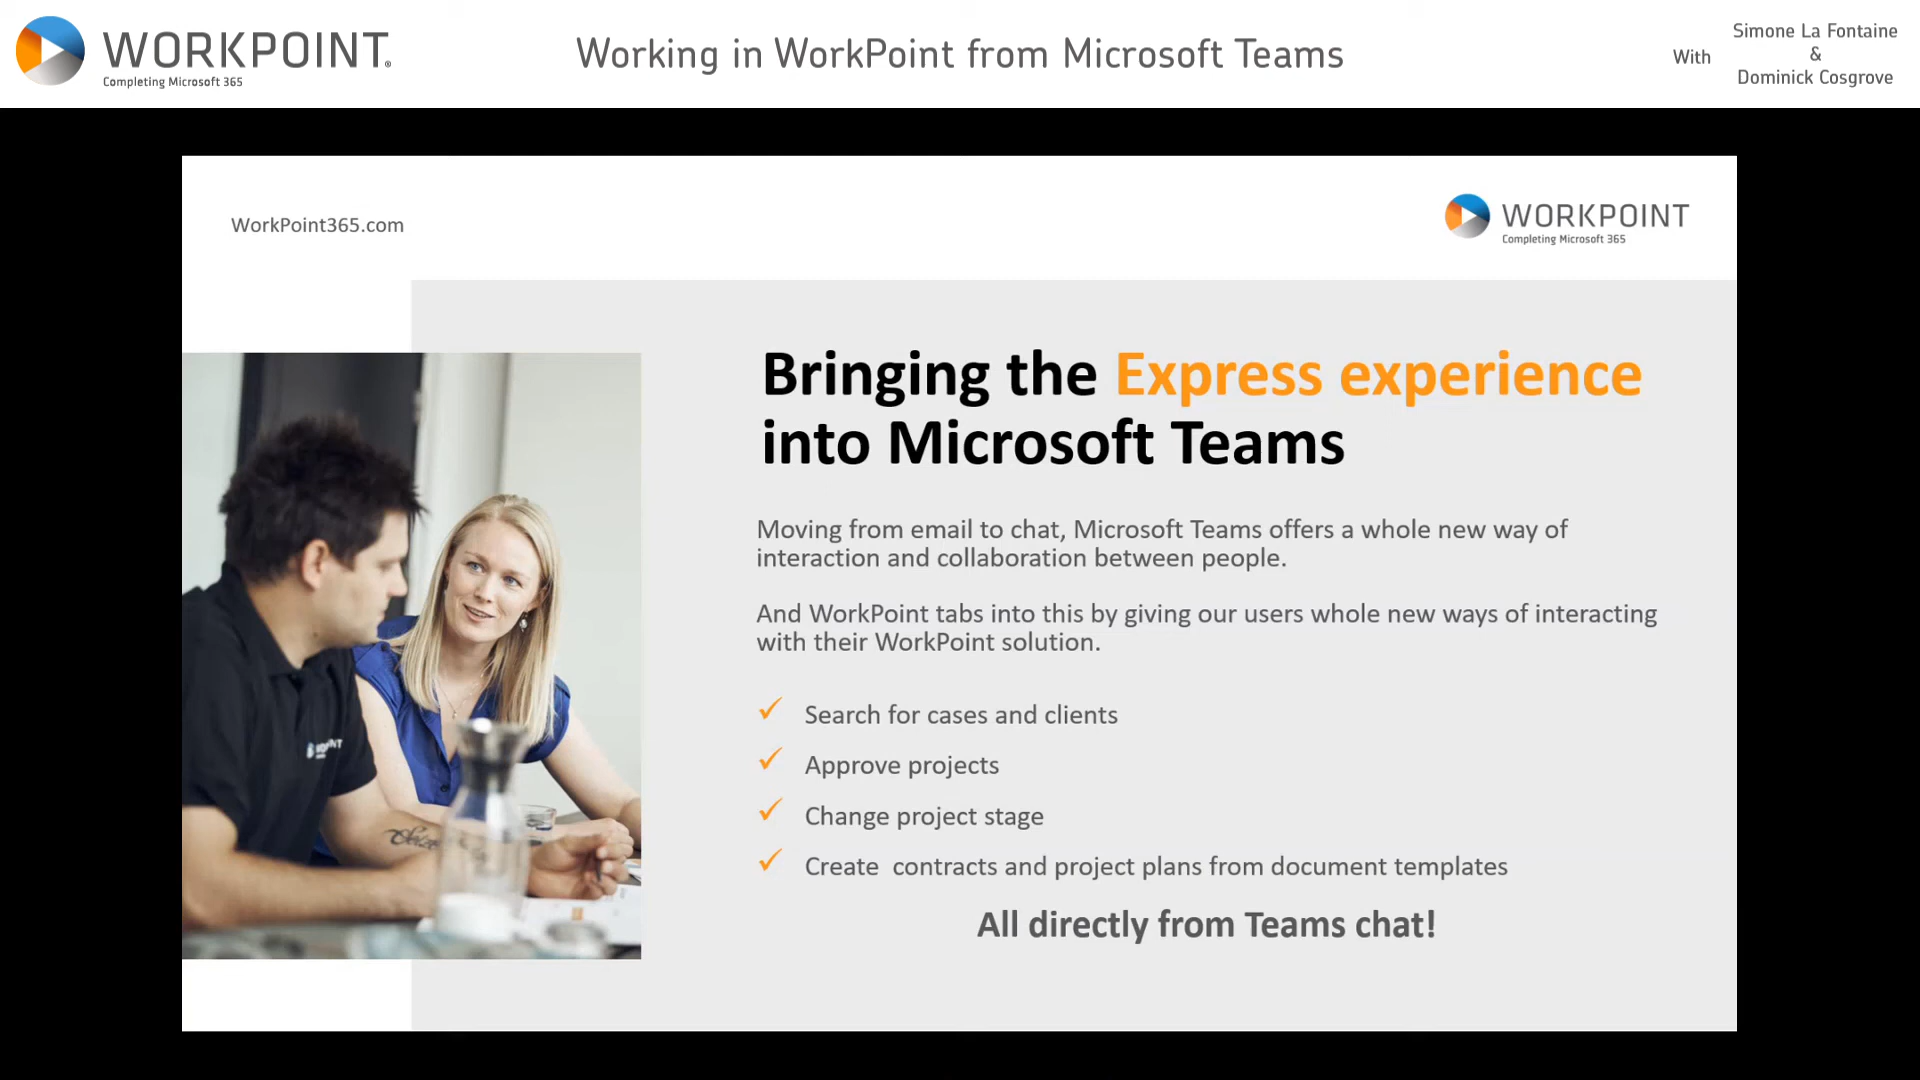 WORKPOINT®
Completing Microsoft 365
Working in WorkPoint from Microsoft Teams
With
Simone La Fontaine
&
Dominick Cosgrove
WorkPoint365.com
WORKPOINT
Completing Microsoft 365
Bringing the Express experience
into Microsoft Teams
Moving from email to chat, Microsoft Teams offers a whole new way of
interaction and collaboration between people.
And WorkPoint tabs into this by giving our users whole new ways of interacting
with their WorkPoint solution.
✓ Search for cases and clients
✓ Approve projects
✓ Change project stage
✓ Create contracts and project plans from document templates
All directly from Teams chat!